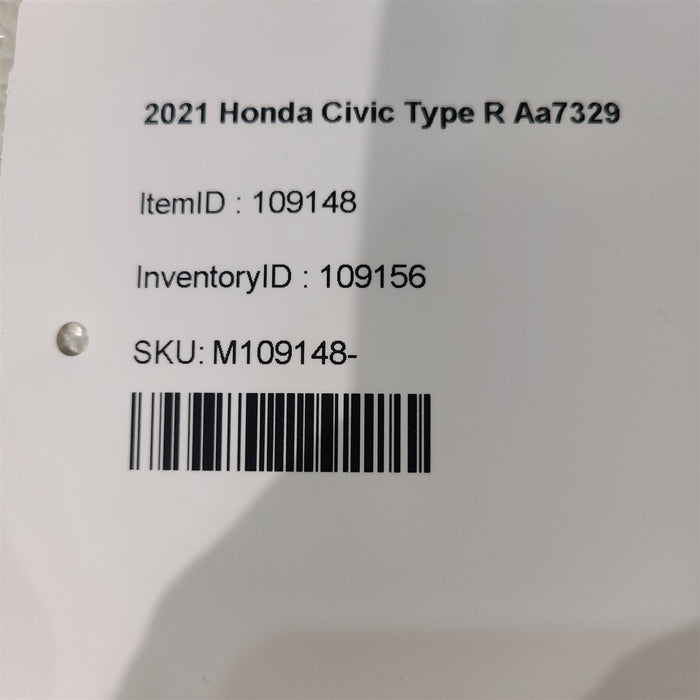 2021 Honda Civic Type R Aa7329
ItemID : 109148
InventoryID : 109156
SKU: M109148-